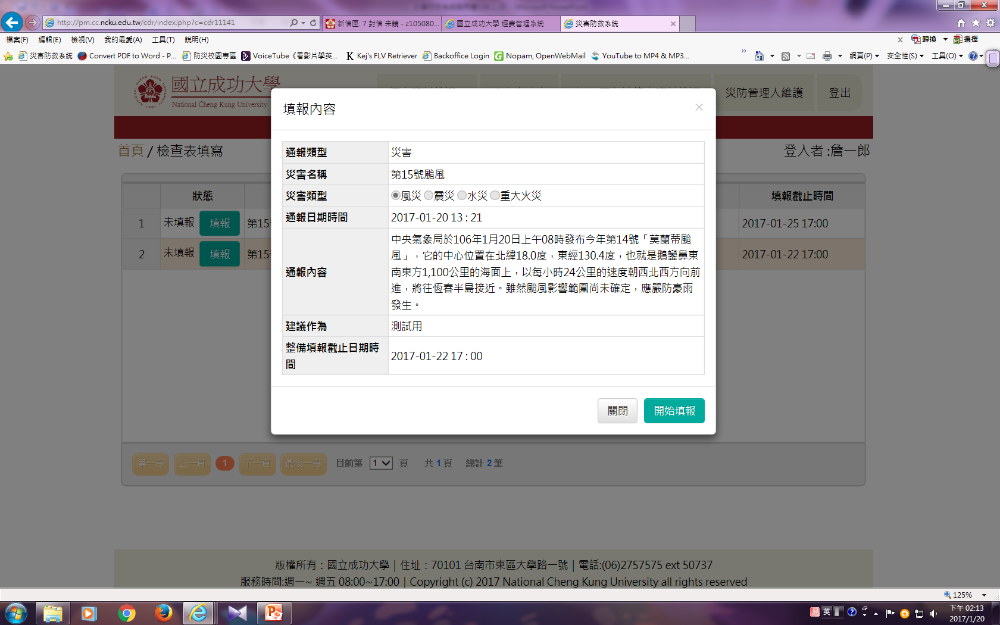 http://pm.cc.ncku.edu.tw/cdr/index.php?c=cdr11141
新信匣: 7 封信 未讀 - z105080...
國立成功大學 經費管理系統
災害防救系統
檔案(F) 編輯(E) 檢視(V) 我的最愛(A) 工具(T) 說明(H)
轉換 選擇
災害防救系統 Convert PDF to Word - P... 防災校園專區 VoiceTube《看影片學英... Kej's FLV Retriever Backoffice Login Nopam, OpenWebMail YouTube to MP4 & MP3...
網頁(P) 安全性(S) 工具(O)
國立成功大學
National Cheng Kung University
災防管理人維護 登出
首頁 / 檢查表填寫
登入者 :詹一郎
狀態 填報截止時間
1 未填報 填報 第15 2017-01-25 17:00
2 未填報 填報 第15 2017-01-22 17:00
填報內容
×
通報類型 災害
災害名稱 第15號颱風
災害類型 風災 震災 水災 重大火災
通報日期時間 2017-01-20 13 : 21
通報內容
中央氣象局於106年1月20日上午08時發布今年第14號「莫蘭蒂颱
風」，它的中心位置在北緯18.0度，東經130.4度，也就是鵝鑾鼻東
南東方1,100公里的海面上，以每小時24公里的速度朝西北西方向前
進，將往恆春半島接近。雖然颱風影響範圍尚未確定，應嚴防豪雨
發生。
建議作為 測試用
整備填報截止日期時
間
2017-01-22 17 : 00
關閉 開始填報
第一頁 上一頁 1 下一頁 最後一頁 目前第 1 頁 共 1 頁 總計 2 筆
版權所有：國立成功大學 | 住址：70101 台南市東區大學路一號 | 電話:(06)2757575 ext 50737
服務時間:週一~ 週五 08:00~17:00 | Copyright (c) 2017 National Cheng Kung University all rights reserved
125%
易 英
下午 02:13
2017/1/20